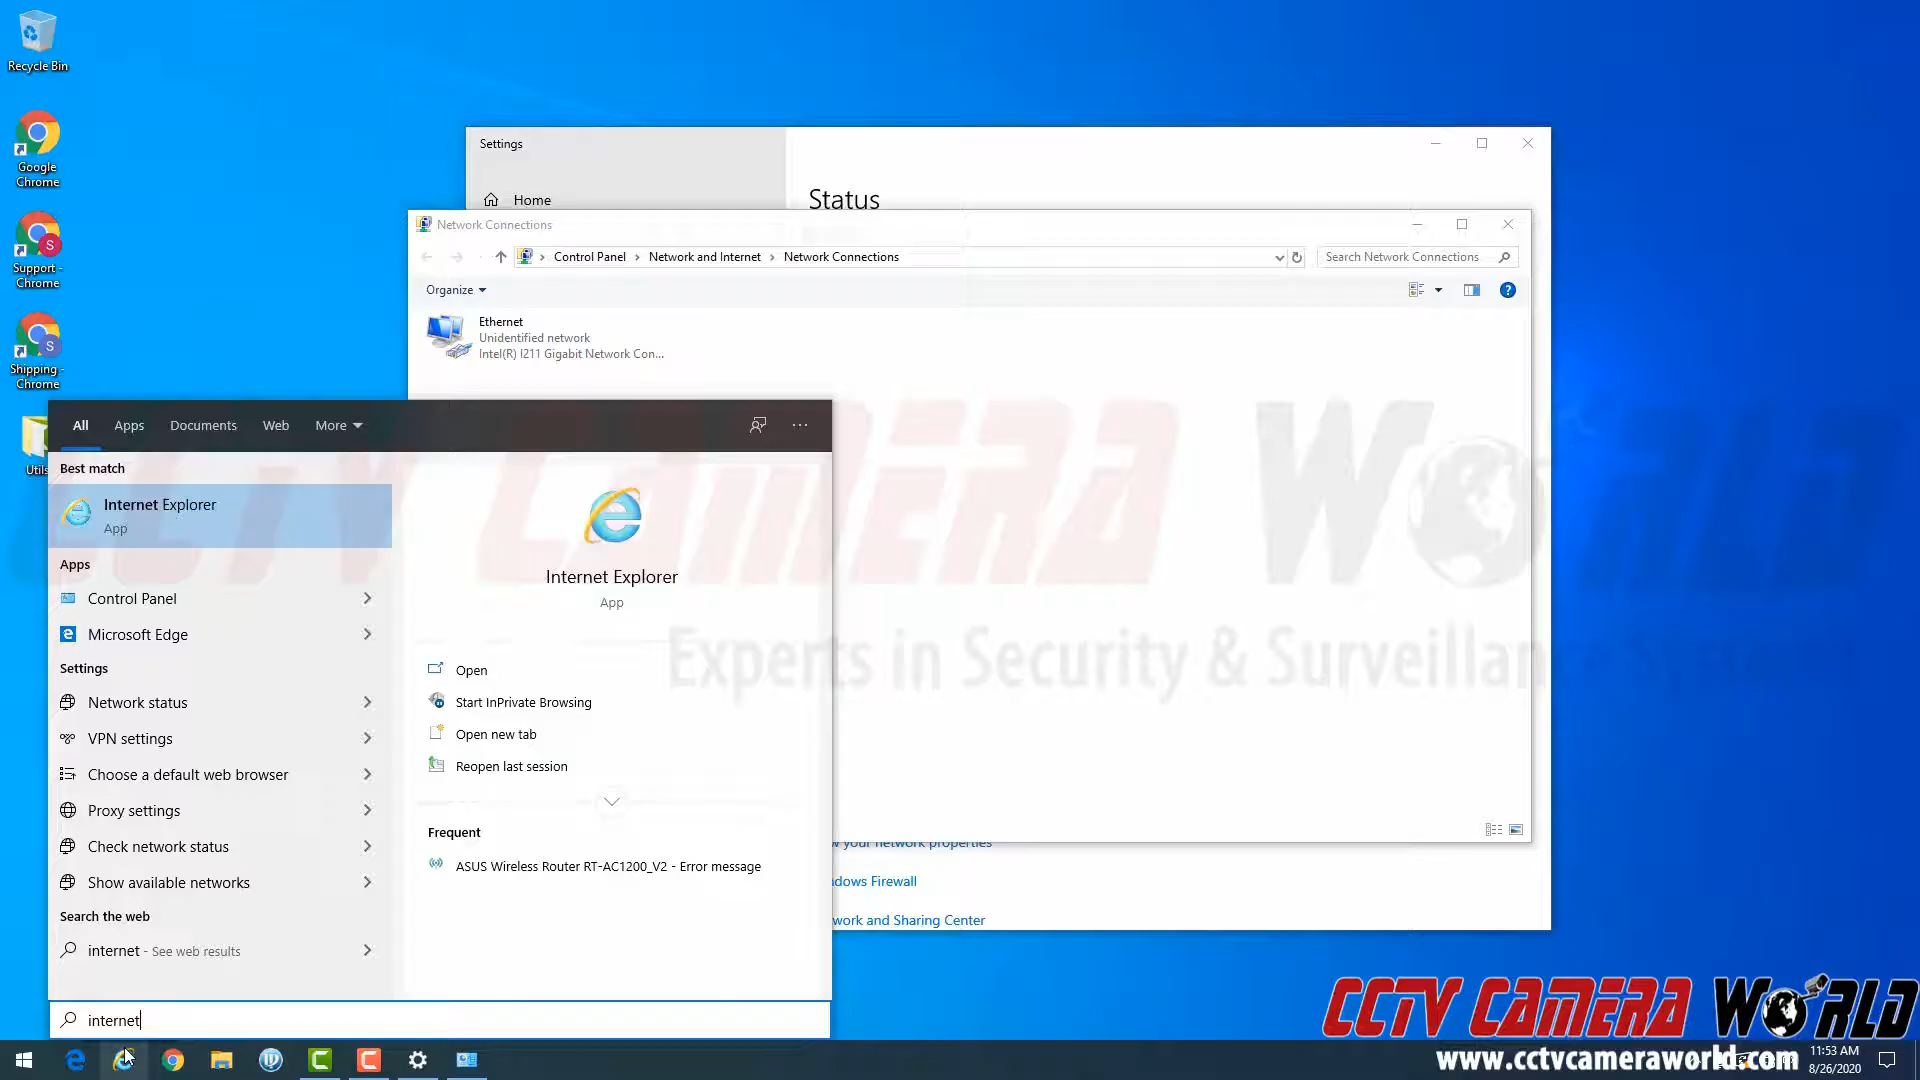 Recycle Bin
Google
Chrome
Support -
Chrome
Shipping -
Chrome
Utils
Settings
Home
Status
Network Connections
Control Panel
Network and Internet
Network Connections
Search Network Connections
Organize
Ethernet
Unidentified network
Intel(R) I211 Gigabit Network Con...
All
Apps
Documents
Web
More
Best match
Internet Explorer
App
Apps
Control Panel
Microsoft Edge
Settings
Network status
VPN settings
Choose a default web browser
Proxy settings
Check network status
Show available networks
Search the web
internet - See web results
internet
Internet Explorer
App
Open
Start InPrivate Browsing
Open new tab
Reopen last session
Frequent
ASUS Wireless Router RT-AC1200_V2 - Error message
your network properties
dows Firewall
work and Sharing Center
CCTV CAMERA WORLD
Experts in Security & Surveillance Systems
CCTV CAMERA WORLD
www.cctvcameraworld.com
11:53 AM
8/26/2020